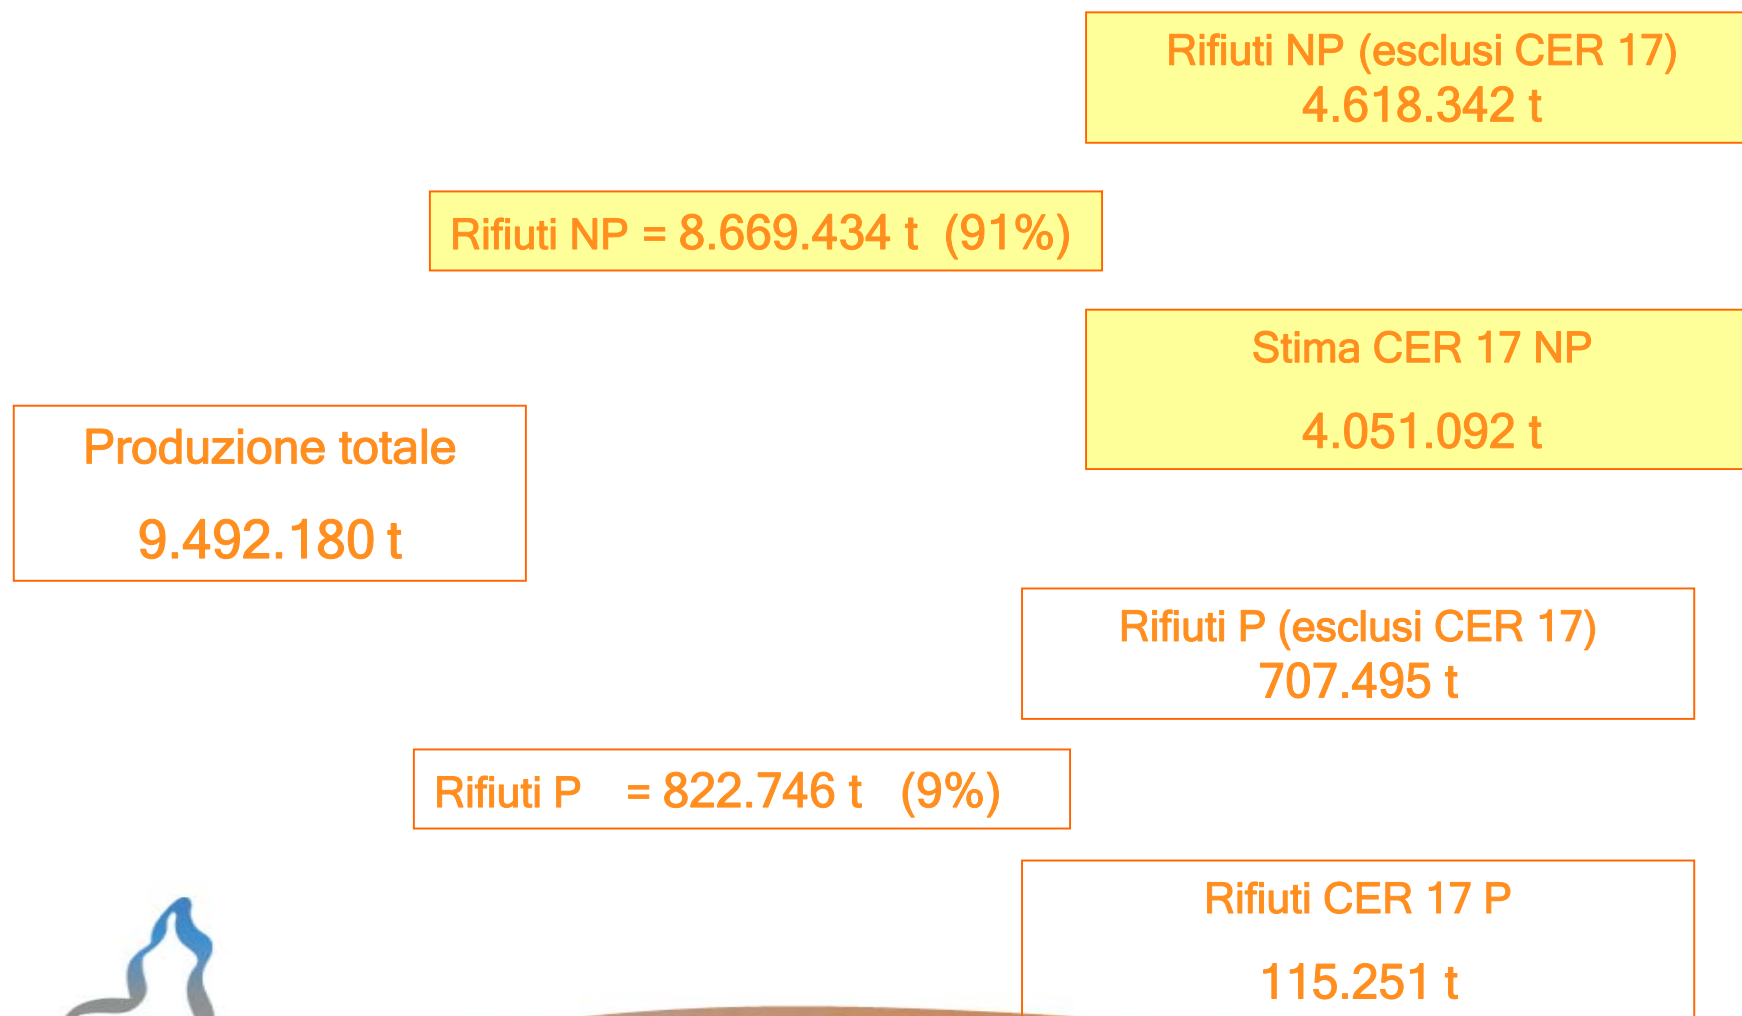 Rifiuti NP (esclusi CER 17)
4.618.342 t
Rifiuti NP = 8.669.434 t (91%)
Stima CER 17 NP
4.051.092 t
Produzione totale
9.492.180 t
Rifiuti P (esclusi CER 17)
707.495 t
Rifiuti P = 822.746 t (9%)
Rifiuti CER 17 P
115.251 t